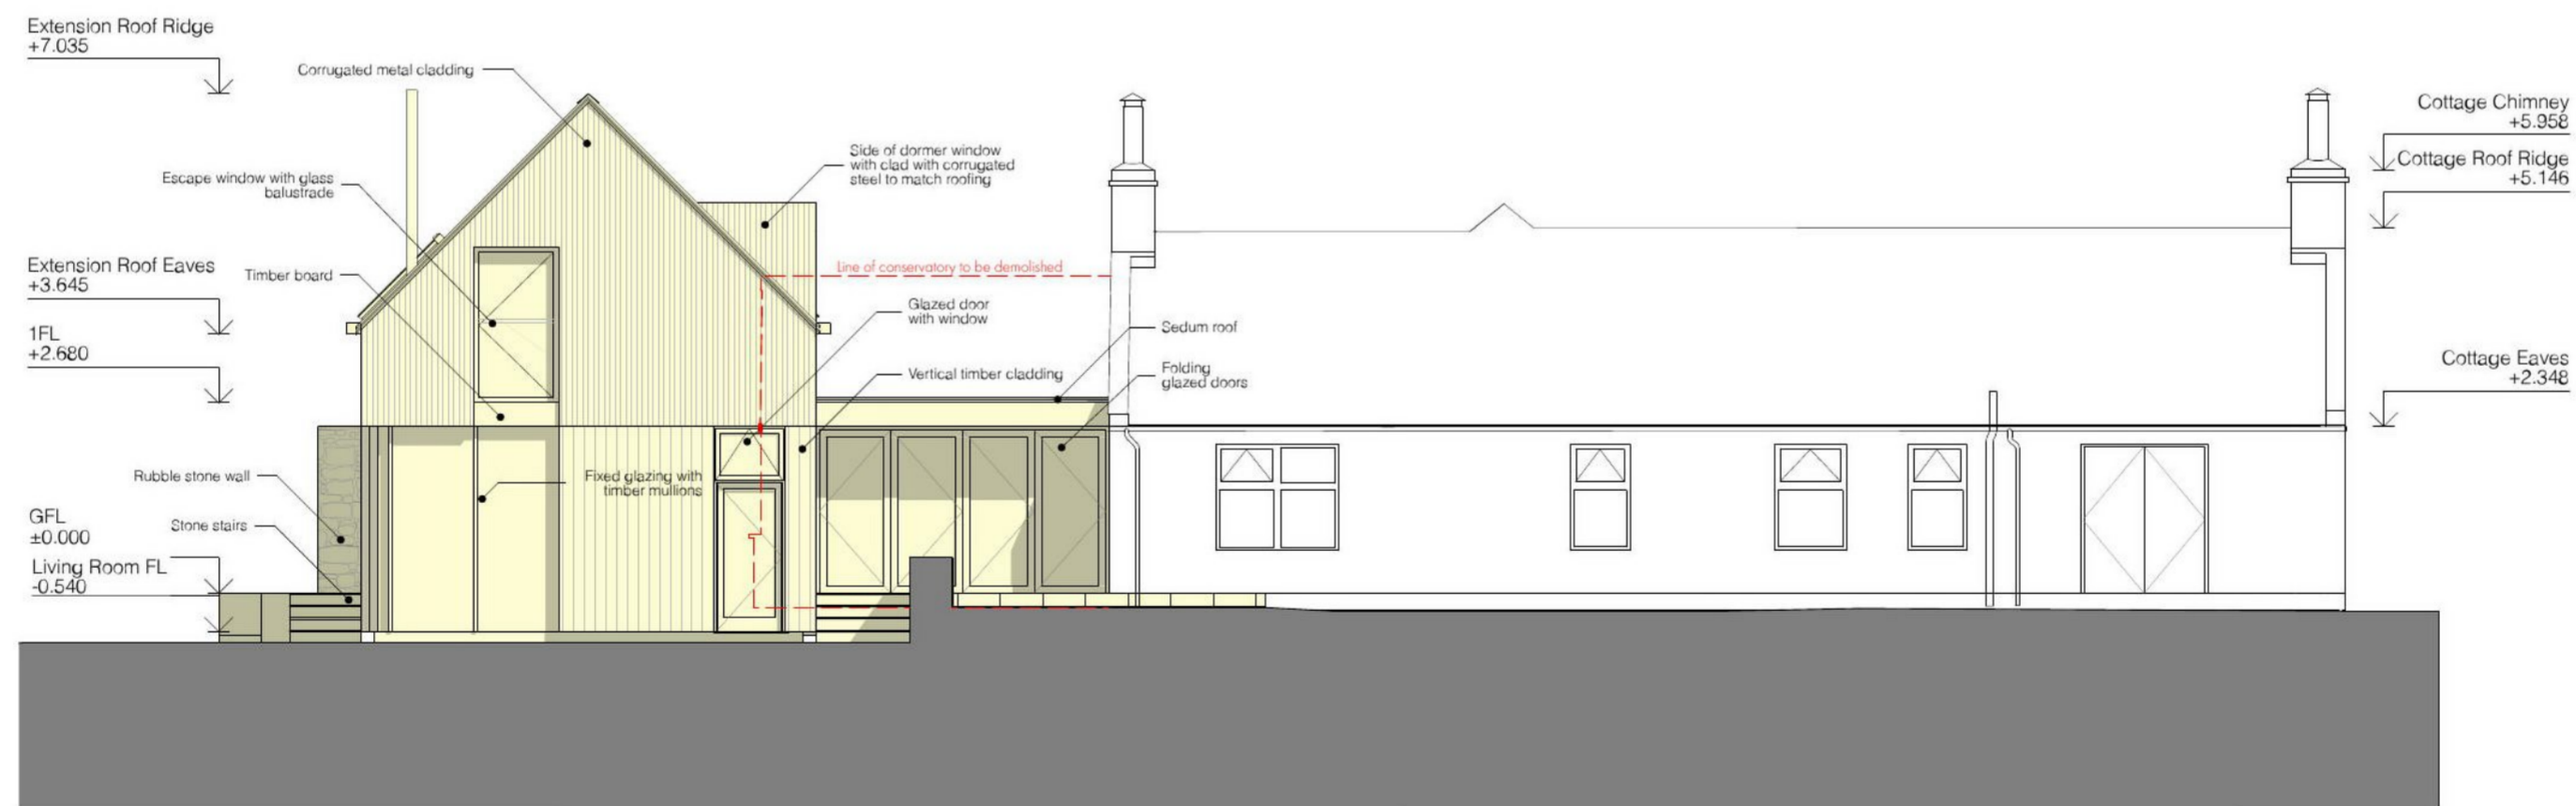 Extension Roof Ridge
+7.035
Corrugated metal cladding
Escape window with glass
balustrade
Extension Roof Eaves
+3.645
Timber board
1FL
+2.680
Rubble stone wall
GFL
±0.000
Stone stairs
Living Room FL
-0.540
Side of dormer window
with clad with corrugated
steel to match roofing
Line of conservatory to be demolished
Glazed door
with window
Vertical timber cladding
Fixed glazing with
timber mullions
Sedum roof
Folding
glazed doors
Cottage Chimney
+5.958
Cottage Roof Ridge
+5.146
Cottage Eaves
+2.348